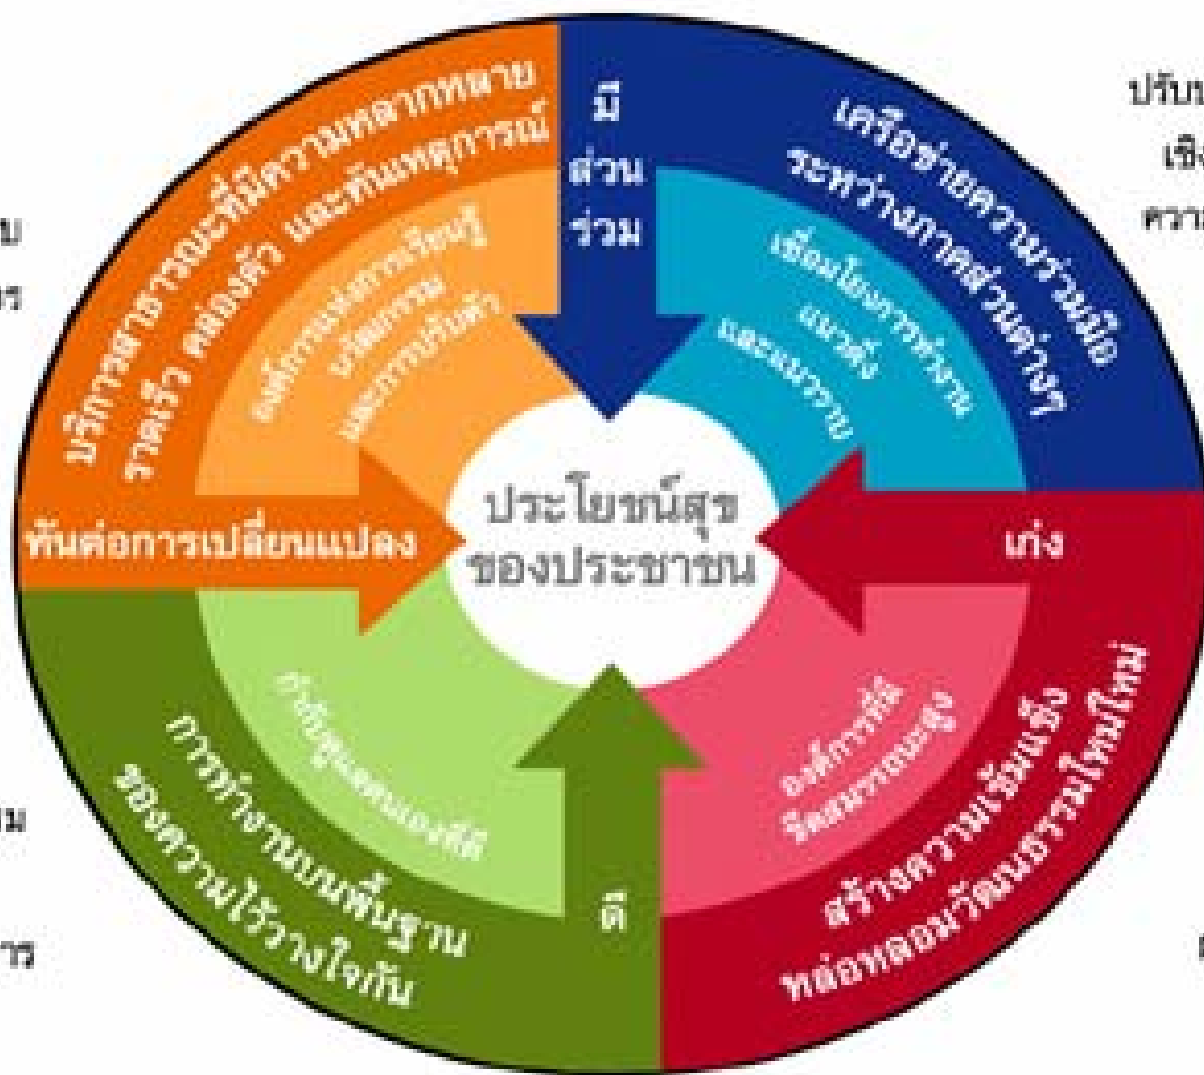 บริการสาธารณะที่มีความหลากหลาย
รวดเร็ว คล่องตัว และทันเหตุการณ์
องค์การแห่งการเรียนรู้
นวัตกรรม
และการปรับตัว
มี
ส่วน
ร่วม
เครือข่ายความร่วมมือ
ระหว่างภาคส่วนต่างๆ
เชื่อมโยงการทำงาน
แนวดิ่ง
และแนวราบ
ทันต่อการเปลี่ยนแปลง
ประโยชน์สุข
ของประชาชน
เก่ง
กำกับดูแลตนเองที่ดี
การทำงานบนพื้นฐาน
ของความไว้วางใจกัน
ดี
องค์การที่มี
ขีดสมรรถนะสูง
สร้างความเข้มแข็ง
หล่อหลอมวัฒนธรรมใหม่ใหม่